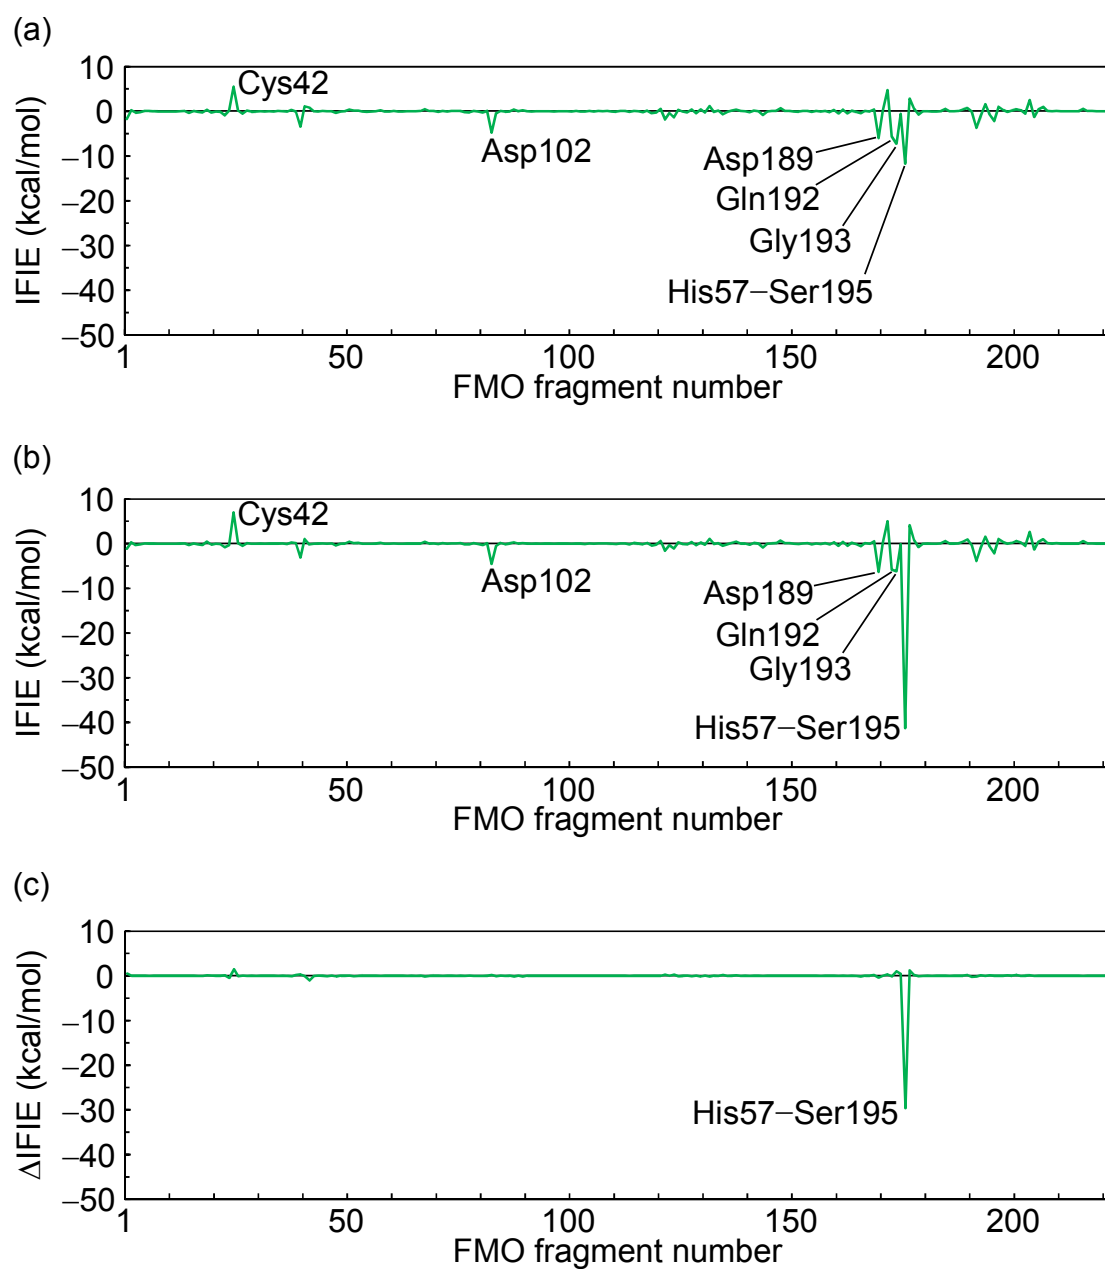 (a)
10
0
−10
−20
−30
−40
−50
IFIE (kcal/mol)
Cys42
Asp102
Asp189
Gln192
Gly193
His57−Ser195
1 50 100 150 200
FMO fragment number
(b)
10
0
−10
−20
−30
−40
−50
IFIE (kcal/mol)
Cys42
Asp102
Asp189
Gln192
Gly193
His57−Ser195
1 50 100 150 200
FMO fragment number
(c)
10
0
−10
−20
−30
−40
−50
ΔIFIE (kcal/mol)
His57−Ser195
1 50 100 150 200
FMO fragment number